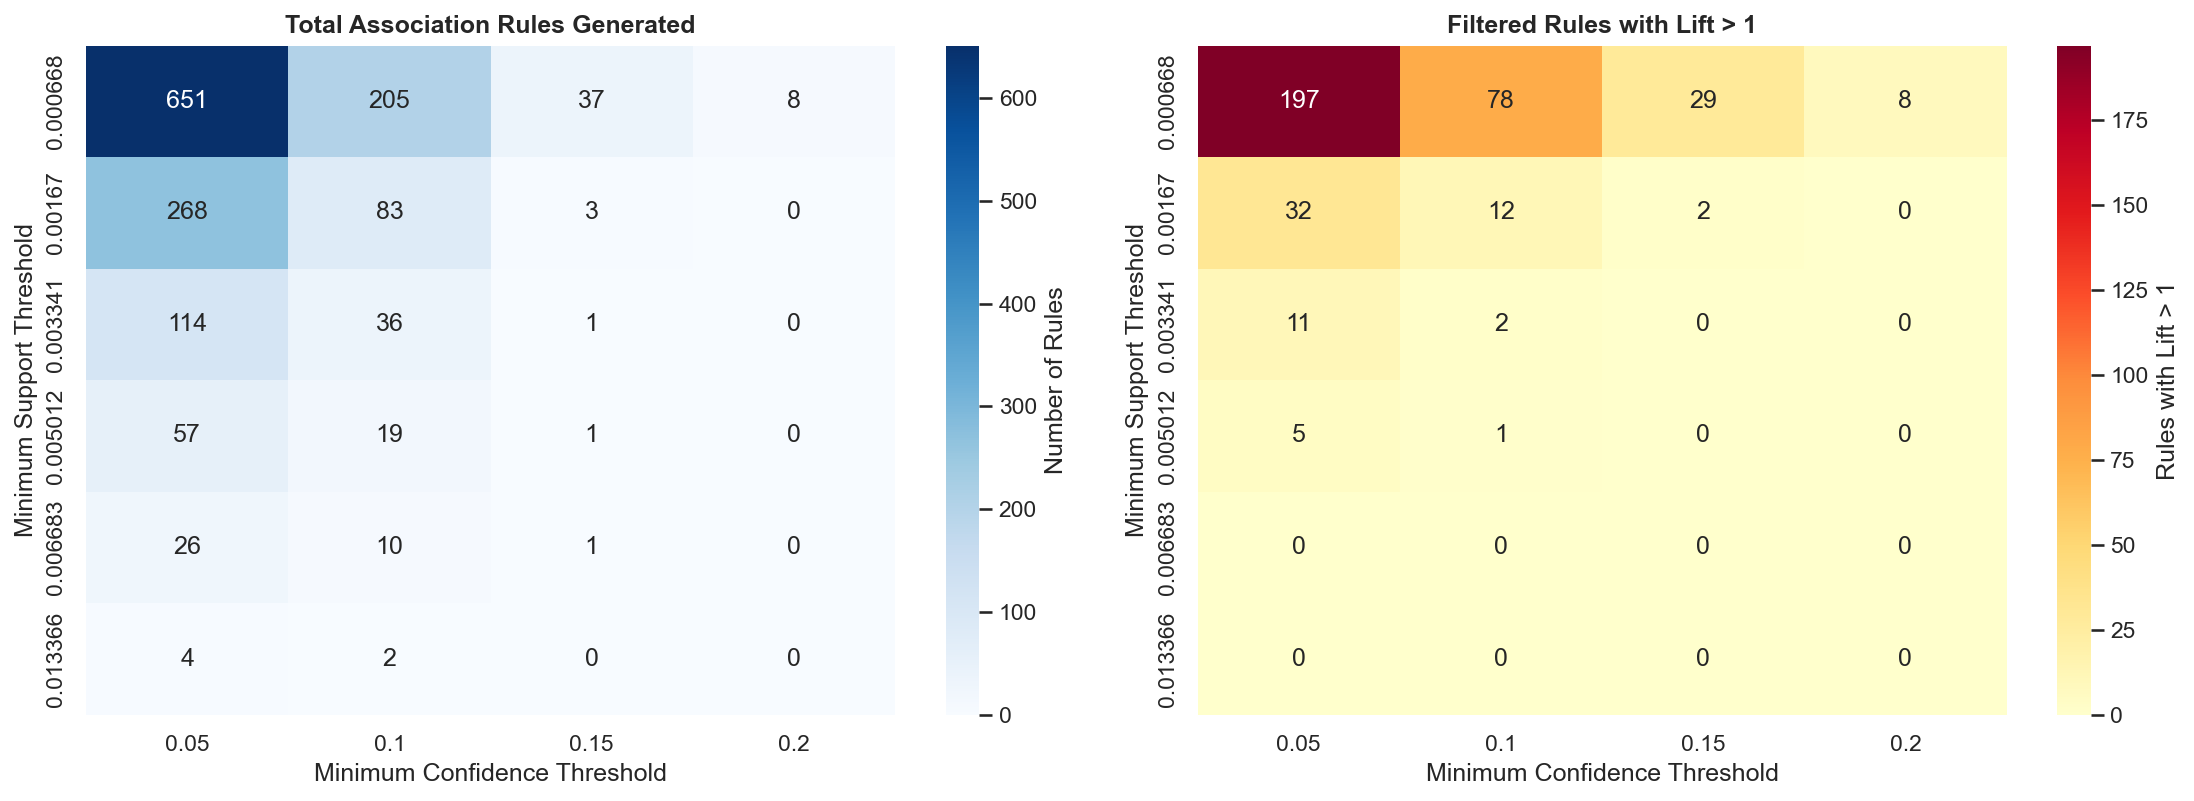 Total Association Rules Generated
Minimum Support Threshold
0.000668
651 205 37 8
0.00167
268 83 3 0
0.003341
114 36 1 0
0.005012
57 19 1 0
0.006683
26 10 1 0
0.013366
4 2 0 0
0.05 0.1 0.15 0.2
Minimum Confidence Threshold
600
500
400
300
200
100
0
Number of Rules
Filtered Rules with Lift > 1
Minimum Support Threshold
0.000668
197 78 29 8
0.00167
32 12 2 0
0.003341
11 2 0 0
0.005012
5 1 0 0
0.006683
0 0 0 0
0.013366
0 0 0 0
0.05 0.1 0.15 0.2
Minimum Confidence Threshold
175
150
125
100
75
50
25
0
Rules with Lift > 1